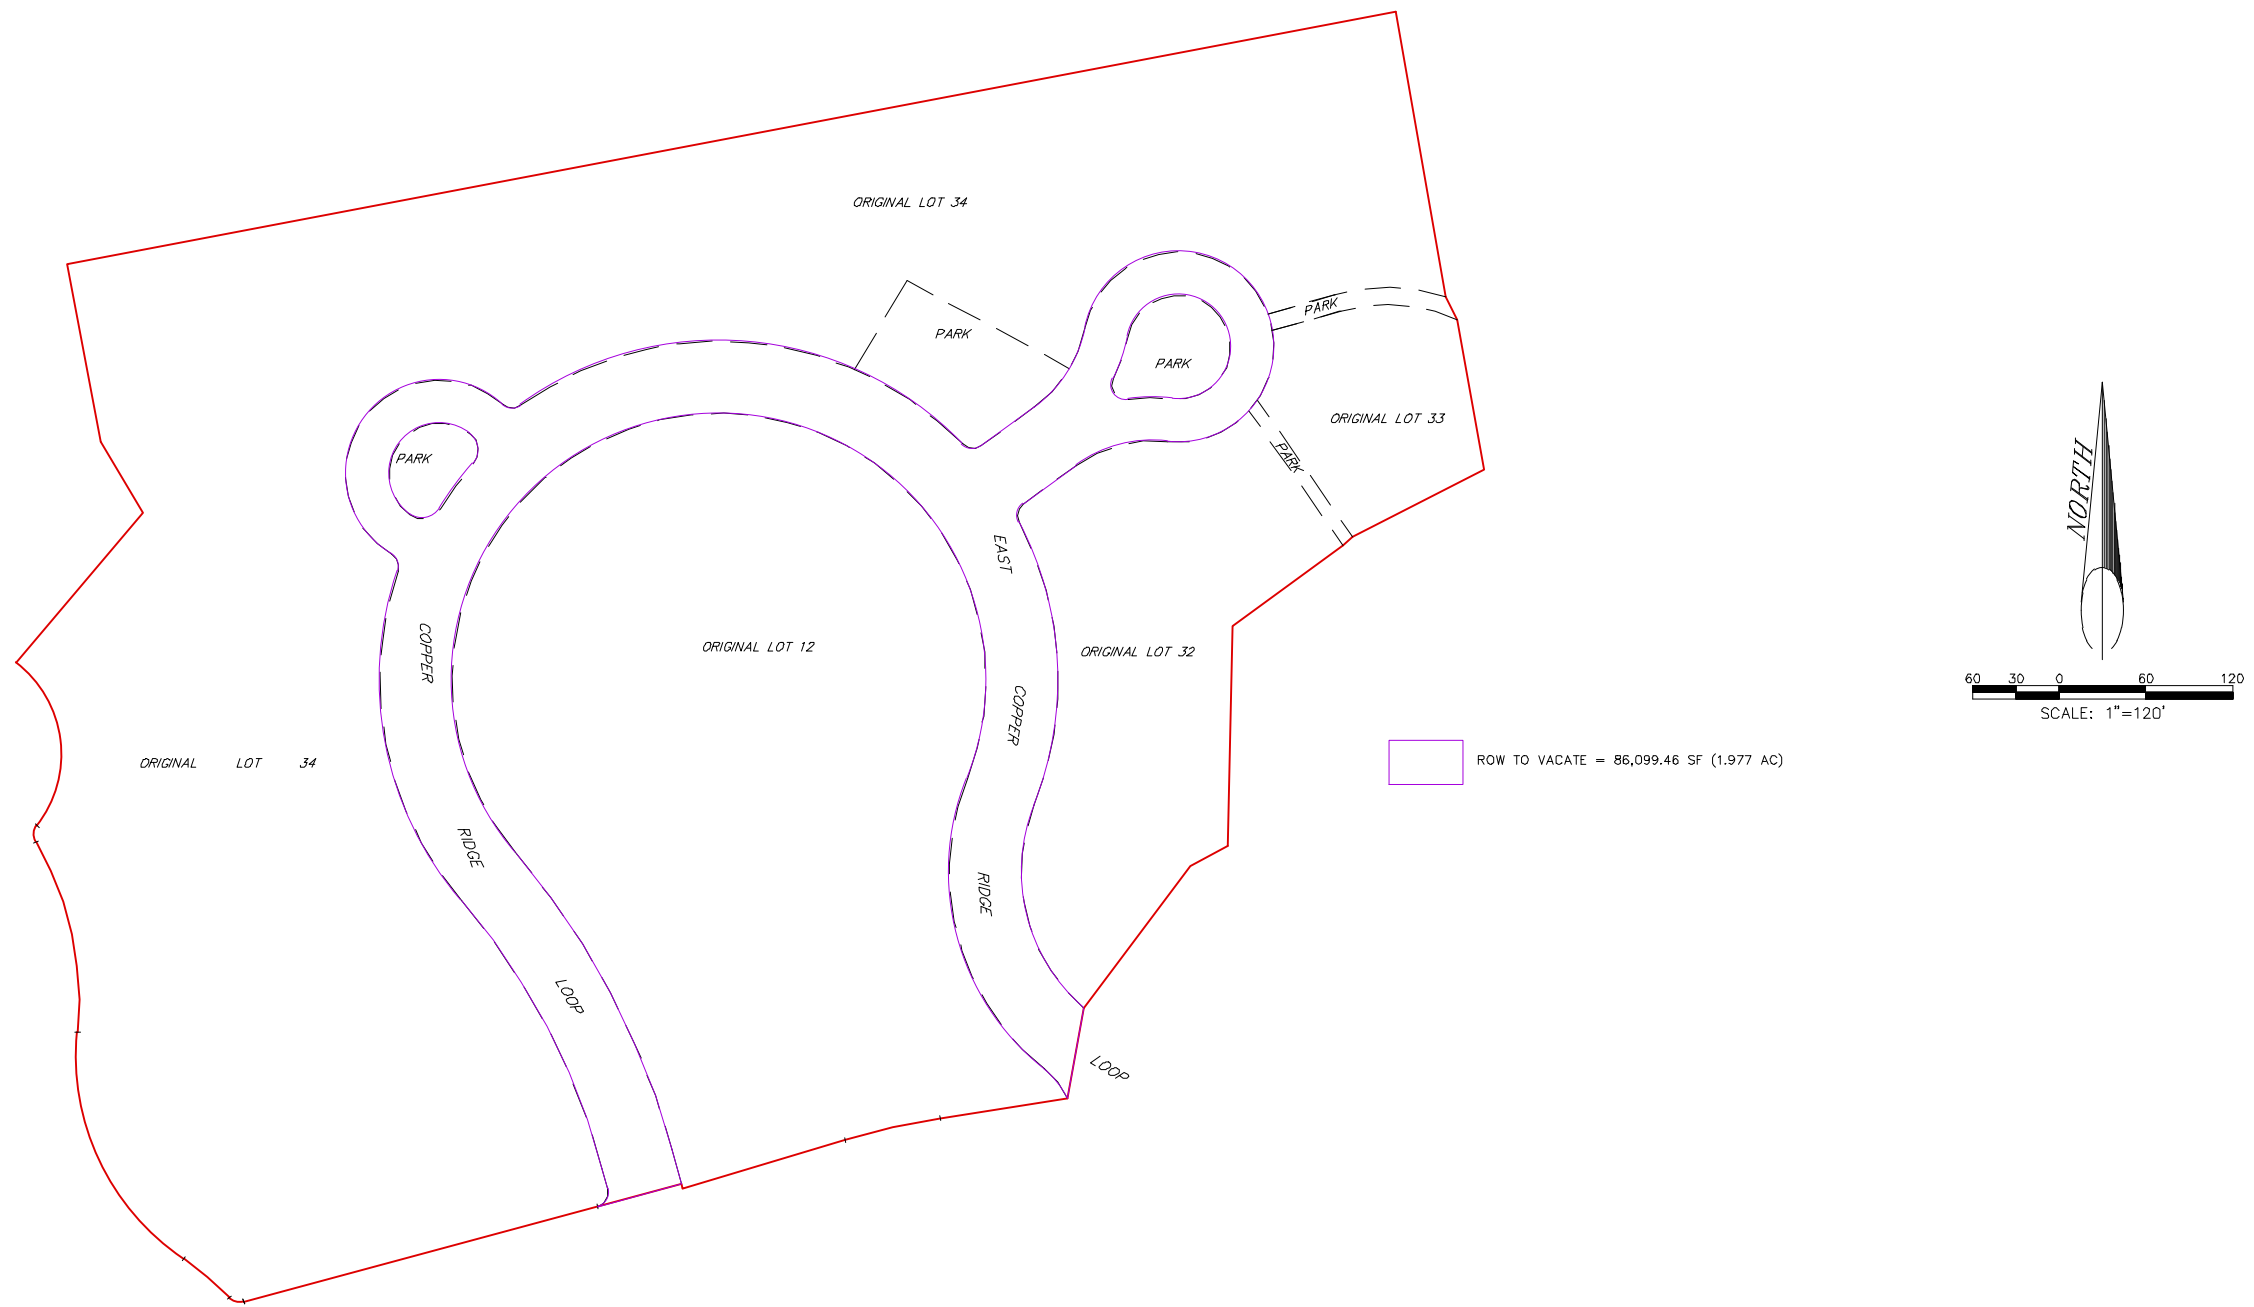 ORIGINAL LOT 34
PARK
PARK
PARK
ORIGINAL LOT 33
PARK
PARK
NORTH
EAST
COPPER
ORIGINAL LOT 12
ORIGINAL LOT 32
COPPER
60 30 0 60 120
SCALE: 1"=120'
ORIGINAL LOT 34
ROW TO VACATE = 86,099.46 SF (1.977 AC)
RIDGE
RIDGE
LOOP
LOOP